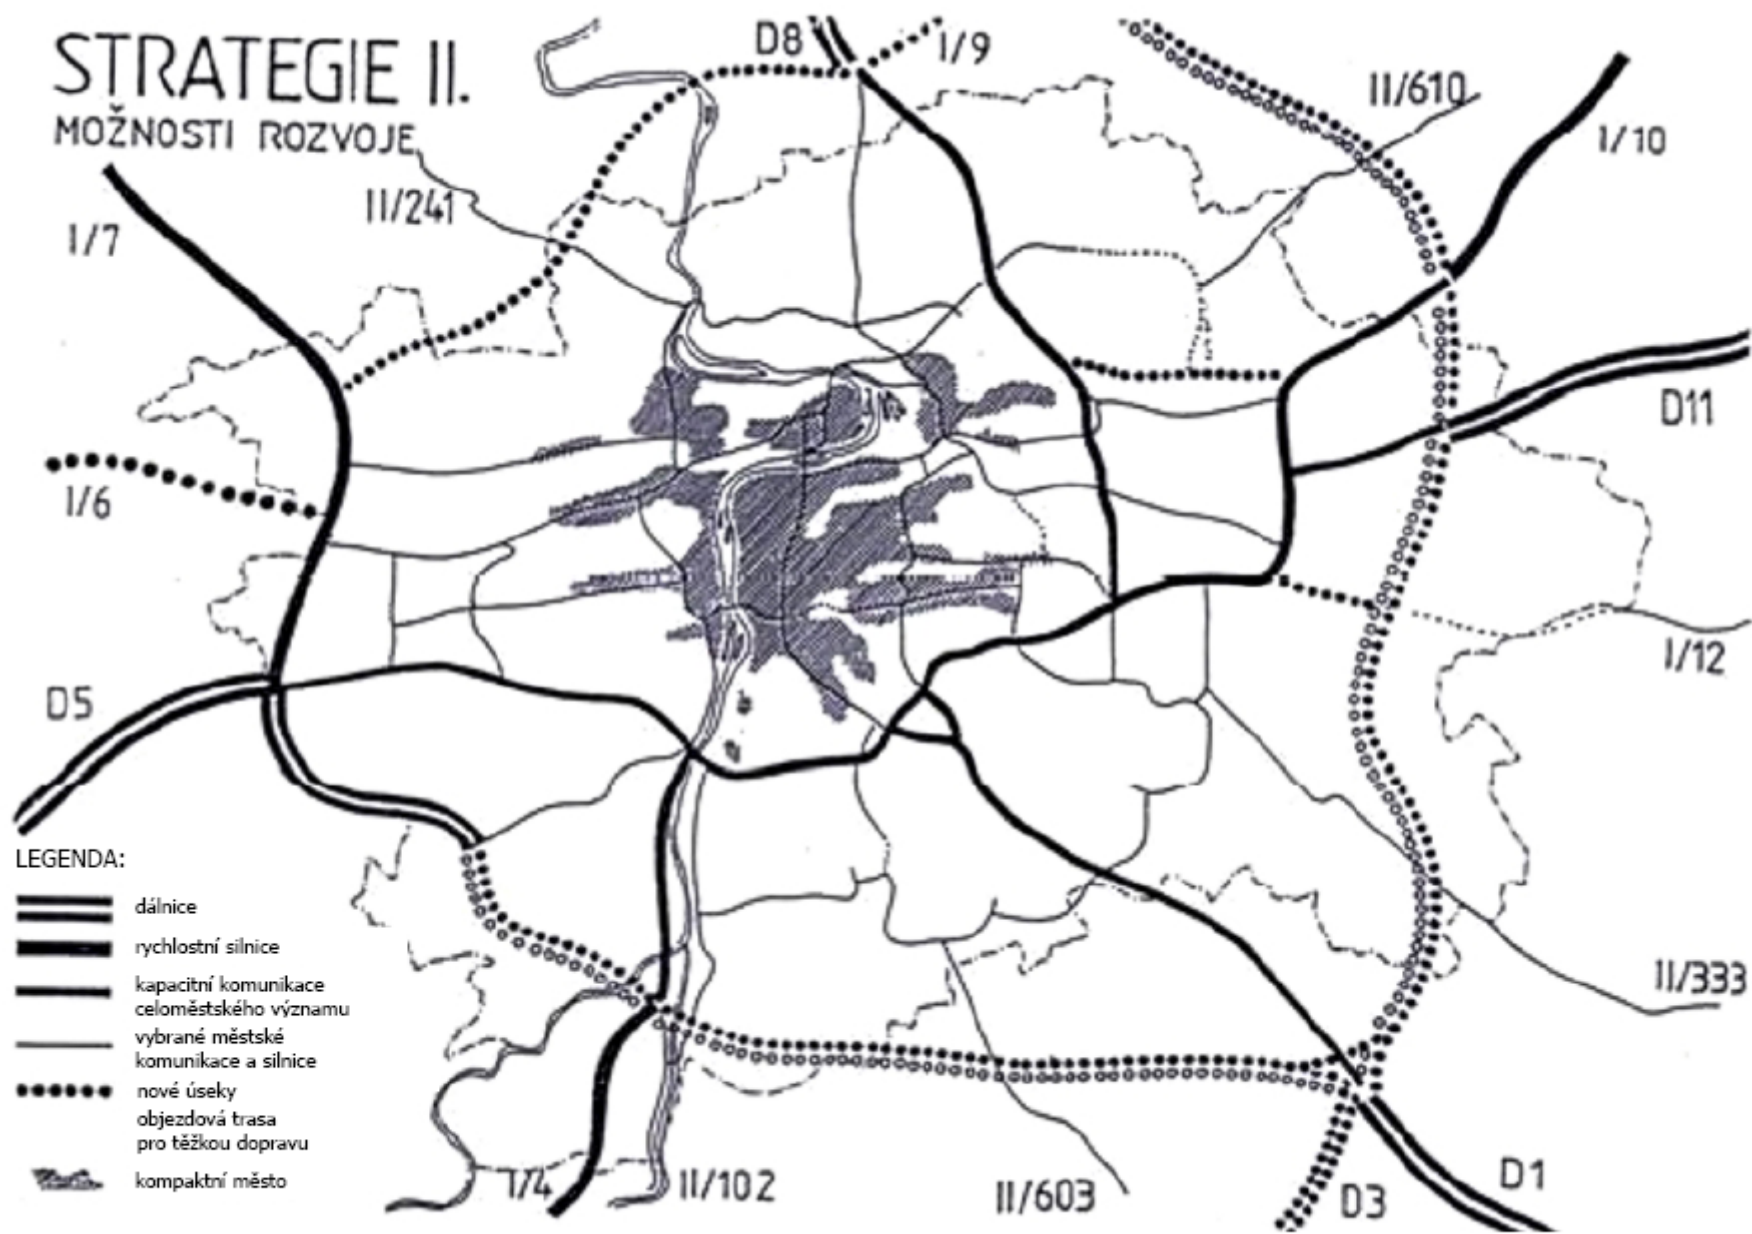 STRATEGIE II.
MOŽNOSTI ROZVOJE
D8
I/9
II/610
I/10
II/241
I/7
D11
I/6
I/12
D5
LEGENDA:
dálnice
rychlostní silnice
kapacitní komunikace
celoměstského významu
vybrané městské
komunikace a silnice
nové úseky
objezdová trasa
pro těžkou dopravu
kompaktní město
II/333
I/4
II/102
II/603
D3
D1